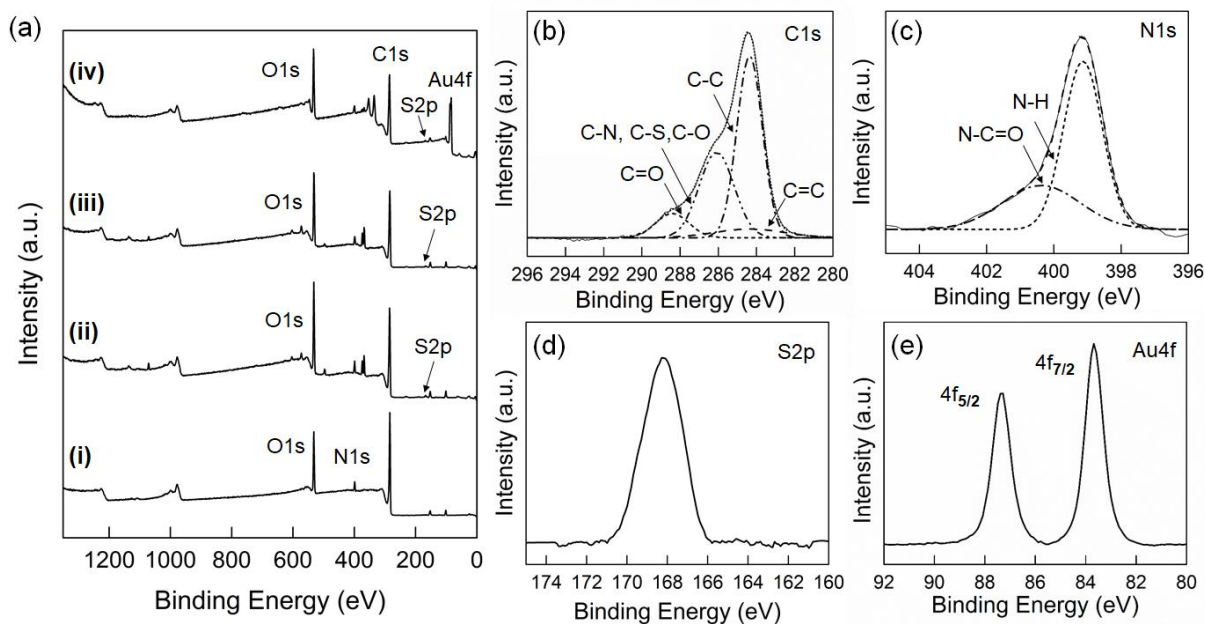 (a)
(iv)
O1s
C1s
Au4f
S2p
(iii)
O1s
S2p
(ii)
O1s
S2p
(i)
O1s
N1s
Intensity (a.u.)
1200 1000 800 600 400 200 0
Binding Energy (eV)
(b)
C1s
C-C
C-N, C-S,C-O
C=O
C=C
Intensity (a.u.)
296 294 292 290 288 286 284 282 280
Binding Energy (eV)
(c)
N1s
N-H
N-C=O
Intensity (a.u.)
404 402 400 398 396
Binding Energy (eV)
(d)
S2p
Intensity (a.u.)
174 172 170 168 166 164 162 160
Binding Energy (eV)
(e)
Au4f
4f7/2
4f5/2
Intensity (a.u.)
92 90 88 86 84 82 80
Binding Energy (eV)